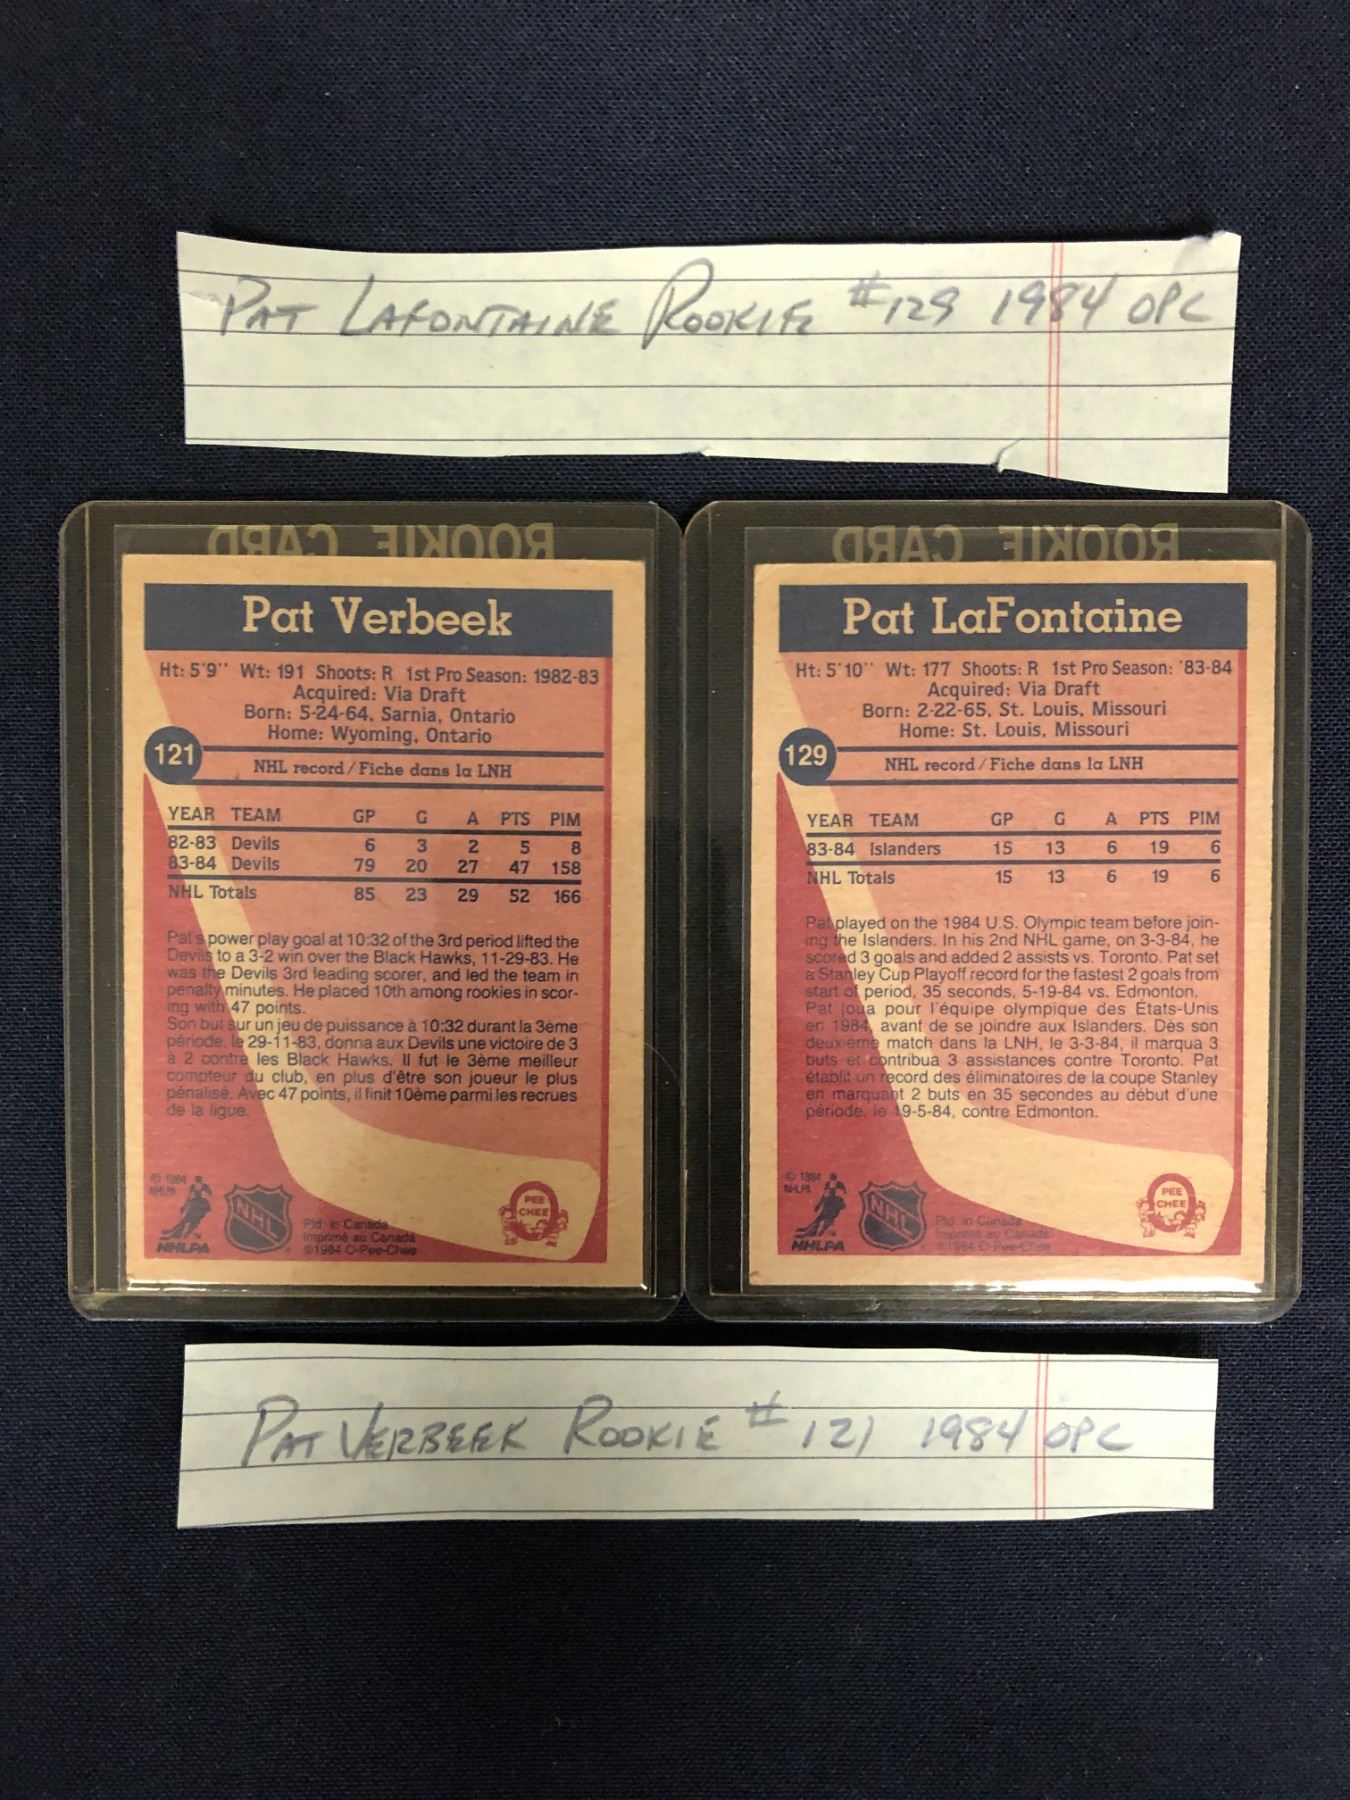 PAT LAFONTAINE ROOKIE #129 1984 OPC
ROOKIE CARD
Pat Verbeek
Ht: 5'9'' Wt: 191 Shoots: R 1st Pro Season: 1982-83
Acquired: Via Draft
Born: 5-24-64, Sarnia, Ontario
Home: Wyoming, Ontario
121
NHL record/Fiche dans la LNH
YEAR TEAM GP G A PTS PIM
82-83 Devils 6 3 2 5 8
83-84 Devils 79 20 27 47 158
NHL Totals 85 23 29 52 166
Pat's power play goal at 10:32 of the 3rd period lifted the
Devils to a 3-2 win over the Black Hawks, 11-29-83. He
was the Devils 3rd leading scorer, and led the team in
penalty minutes. He placed 10th among rookies in scor-
ing with 47 points.
Son but sur un jeu de puissance à 10:32 durant la 3ème
période, le 29-11-83, donna aux Devils une victoire de 3
à 2 contre les Black Hawks. Il fut le 3ème meilleur
compteur du club, en plus d'être son joueur le plus
pénalisé. Avec 47 points, il finit 10ème parmi les recrues
de la ligue.
© 1984
NHLPA
NHLPA
NHL
Ptd. in Canada
Imprimé au Canada
©1984 O-Pee-Chee
PEE
CHEE
ROOKIE CARD
Pat LaFontaine
Ht: 5'10'' Wt: 177 Shoots: R 1st Pro Season: '83-84
Acquired: Via Draft
Born: 2-22-65, St. Louis, Missouri
Home: St. Louis, Missouri
129
NHL record/Fiche dans la LNH
YEAR TEAM GP G A PTS PIM
83-84 Islanders 15 13 6 19 6
NHL Totals 15 13 6 19 6
Pat played on the 1984 U.S. Olympic team before join-
ing the Islanders. In his 2nd NHL game, on 3-3-84, he
scored 3 goals and added 2 assists vs. Toronto. Pat set
a Stanley Cup Playoff record for the fastest 2 goals from
start of period, 35 seconds, 5-19-84 vs. Edmonton.
Pat joua pour l'équipe olympique des États-Unis
en 1984, avant de se joindre aux Islanders. Dès son
deuxième match dans la LNH, le 3-3-84, il marqua 3
buts et contribua 3 assistances contre Toronto. Pat
établit un record des éliminatoires de la coupe Stanley
en marquant 2 buts en 35 secondes au début d'une
période, le 19-5-84, contre Edmonton.
© 1984
NHLPA
NHLPA
NHL
Ptd. in Canada
Imprimé au Canada
©1984 O-Pee-Chee
PEE
CHEE
PAT VERBEEK ROOKIE # 121 1984 OPC